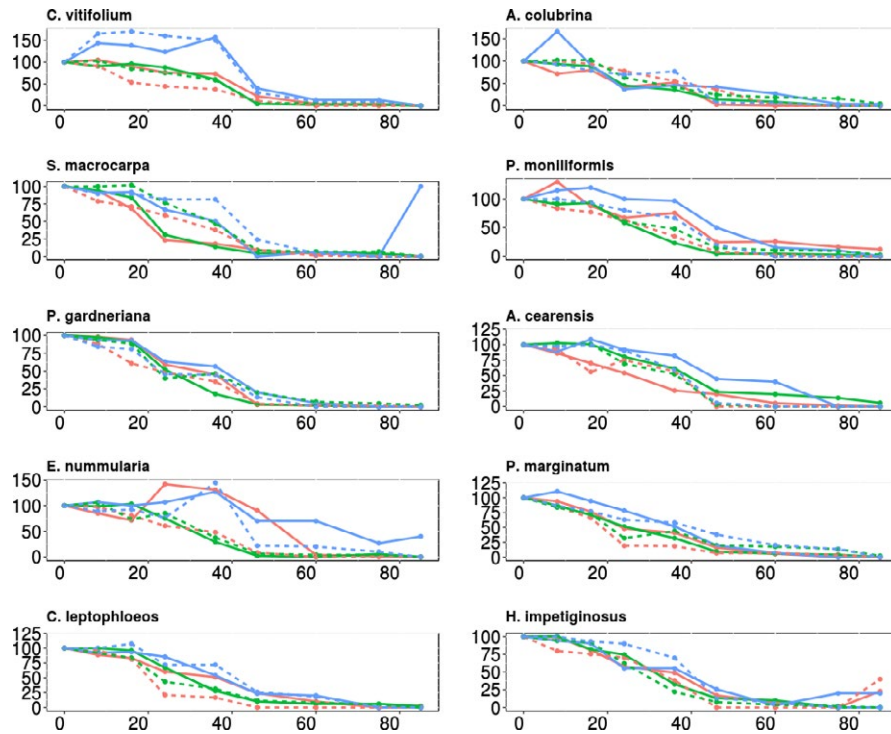 C. vitifolium
150
100
50
0
0 20 40 60 80
A. colubrina
150
100
50
0
0 20 40 60 80
S. macrocarpa
100
75
50
25
0
0 20 40 60 80
P. moniliformis
100
50
0
0 20 40 60 80
P. gardneriana
100
75
50
25
0
0 20 40 60 80
A. cearensis
125
100
75
50
25
0
0 20 40 60 80
E. nummularia
150
100
50
0
0 20 40 60 80
P. marginatum
125
100
75
50
25
0
0 20 40 60 80
C. leptophloeos
125
100
75
50
25
0
0 20 40 60 80
H. impetiginosus
100
75
50
25
0
0 20 40 60 80